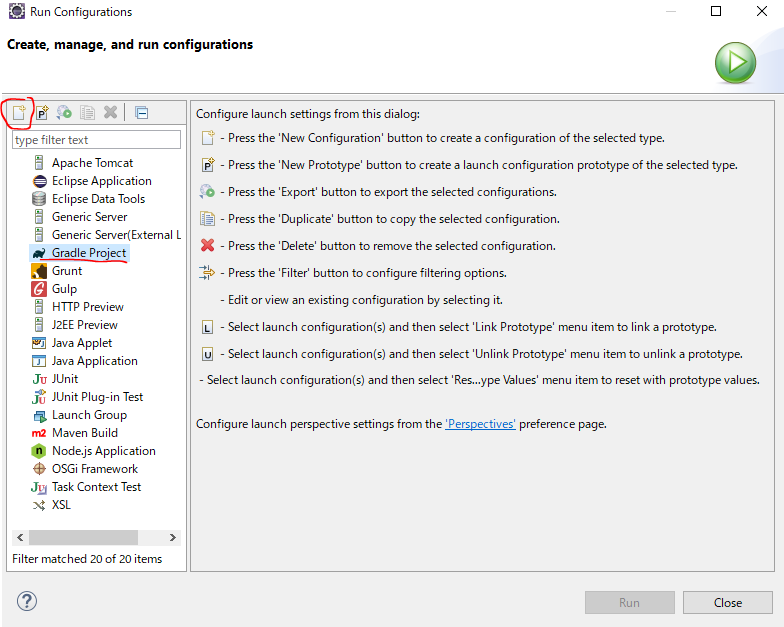 Run Configurations
Create, manage, and run configurations
type filter text
Apache Tomcat
Eclipse Application
Eclipse Data Tools
Generic Server
Generic Server(External L
Gradle Project
Grunt
Gulp
HTTP Preview
J2EE Preview
Java Applet
Java Application
JUnit
JUnit Plug-in Test
Launch Group
Maven Build
Node.js Application
OSGi Framework
Task Context Test
XSL
Filter matched 20 of 20 items
Configure launch settings from this dialog:
- Press the 'New Configuration' button to create a configuration of the selected type.
- Press the 'New Prototype' button to create a launch configuration prototype of the selected type.
- Press the 'Export' button to export the selected configurations.
- Press the 'Duplicate' button to copy the selected configuration.
- Press the 'Delete' button to remove the selected configuration.
- Press the 'Filter' button to configure filtering options.
- Edit or view an existing configuration by selecting it.
L - Select launch configuration(s) and then select 'Link Prototype' menu item to link a prototype.
U - Select launch configuration(s) and then select 'Unlink Prototype' menu item to unlink a prototype.
- Select launch configuration(s) and then select 'Res...ype Values' menu item to reset with prototype values.
Configure launch perspective settings from the 'Perspectives' preference page.
Run
Close